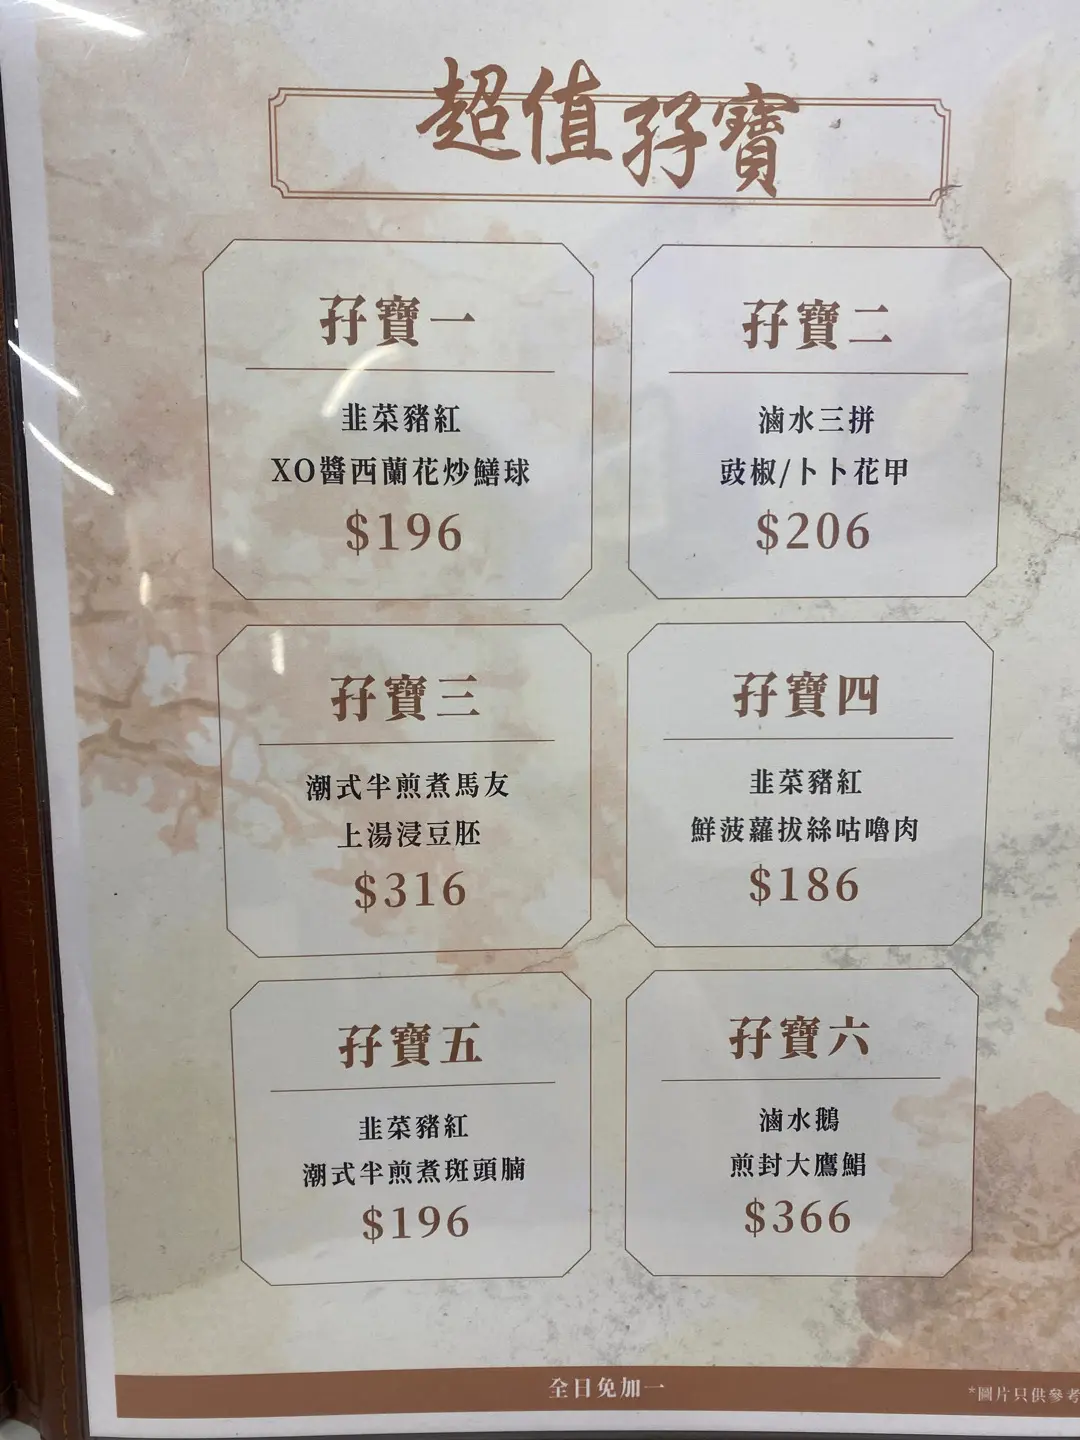 超值孖寶
孖寶一
韭菜豬紅
XO醬西蘭花炒鱔球
$196
孖寶二
滷水三拼
豉椒/卜卜花甲
$206
孖寶三
潮式半煎煮馬友
上湯浸豆胚
$316
孖寶四
韭菜豬紅
鮮菠蘿拔絲咕嚕肉
$186
孖寶五
韭菜豬紅
潮式半煎煮斑頭腩
$196
孖寶六
滷水鵝
煎封大鷹鯧
$366
全日免加一
*圖片只供參考